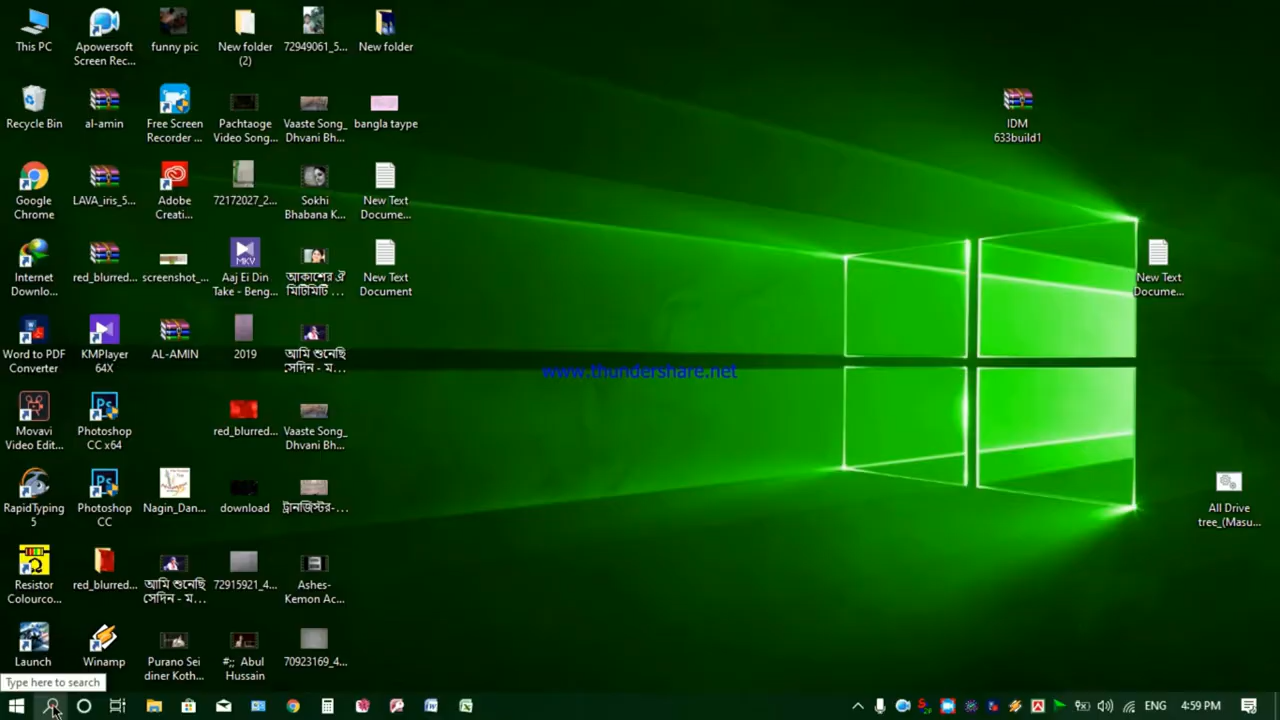 This PC
Apowersoft
Screen Rec...
funny pic
New folder
(2)
72949061_5...
New folder
IDM
633build1
Recycle Bin
al-amin
Free Screen
Recorder ...
Pachtaoge
Video Song...
Vaaste Song_
Dhvani Bh...
bangla taype
Google
Chrome
LAVA_iris_5...
Adobe
Creati...
72172027_2...
Sokhi
Bhabana K...
New Text
Docume...
Internet
Downlo...
red_blurred...
screenshot_...
MKV
Aaj Ei Din
Take - Beng...
আকাশের ঐ
মিটিমিটি ...
New Text
Document
New Text
Docume...
Word to PDF
Converter
KMPlayer
64X
AL-AMIN
2019
আমি শুনেছি
সেদিন - ম...
www.thundershare.net
Movavi
Video Edit...
Photoshop
CC x64
red_blurred...
Vaaste Song_
Dhvani Bh...
RapidTyping
5
Photoshop
CC
Nagin_Dan...
download
ট্রানজিস্টর-...
All Drive
tree_(Masu...
Resistor
Colourco...
red_blurred...
আমি শুনেছি
সেদিন - ম...
72915921_4...
Ashes-
Kemon Ac...
Launch
Winamp
Purano Sei
diner Koth...
#;; Abul
Hussain
70923169_4...
Type here to search
ENG
4:59 PM